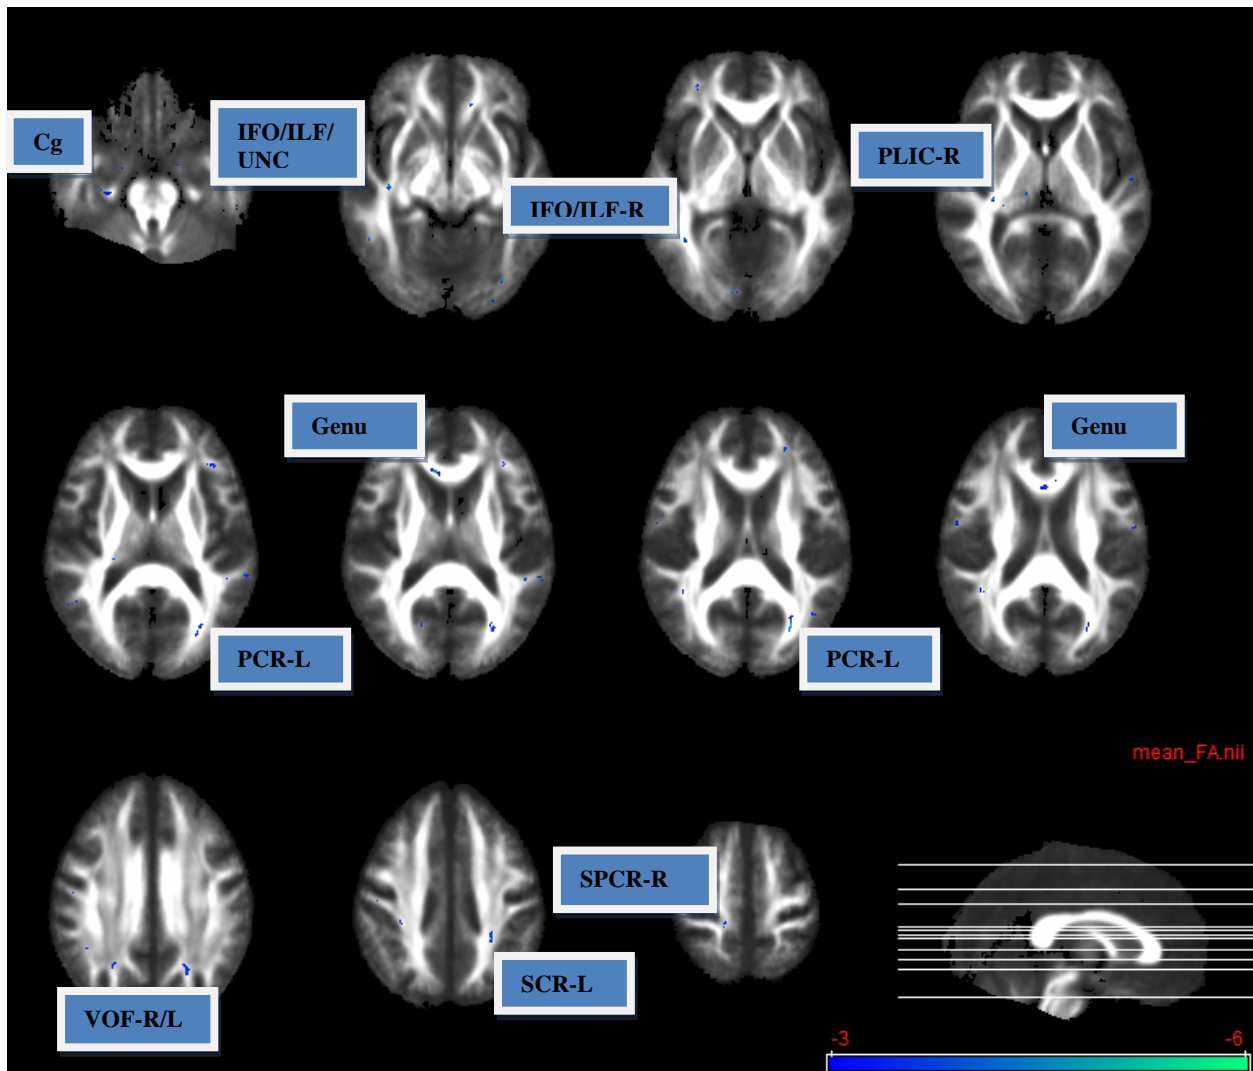 Cg
IFO/ILF/
UNC
IFO/ILF-R
PLIC-R
Genu
Genu
PCR-L
PCR-L
mean_FA.nii
SPCR-R
SCR-L
VOF-R/L
-3
-6